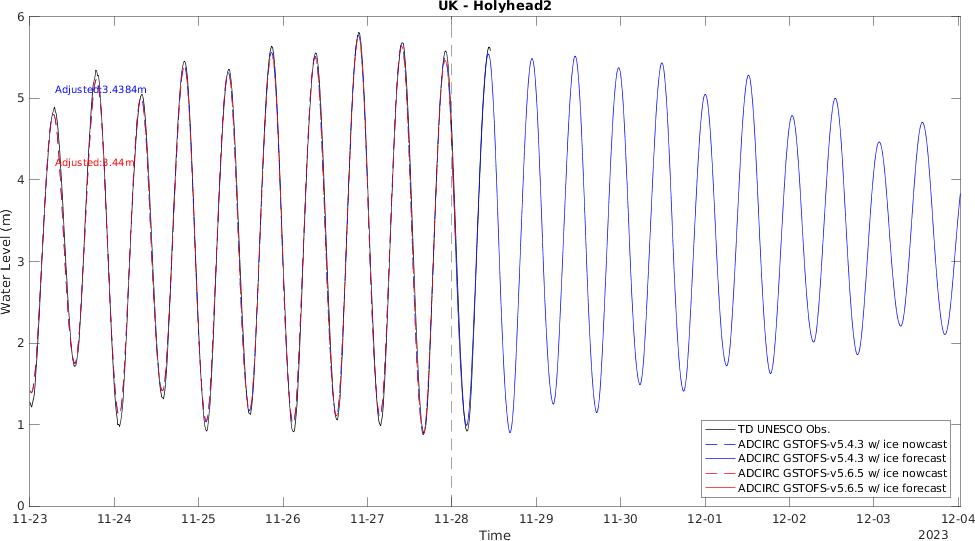 UK - Holyhead2
6
5
4
3
2
1
0
Water Level (m)
Adjusted:3.4384m
Adjusted:3.44m
TD UNESCO Obs.
ADCIRC GSTOFS-v5.4.3 w/ ice nowcast
ADCIRC GSTOFS-v5.4.3 w/ ice forecast
ADCIRC GSTOFS-v5.6.5 w/ ice nowcast
ADCIRC GSTOFS-v5.6.5 w/ ice forecast
11-23 11-24 11-25 11-26 11-27 11-28 11-29 11-30 12-01 12-02 12-03 12-04
Time
2023